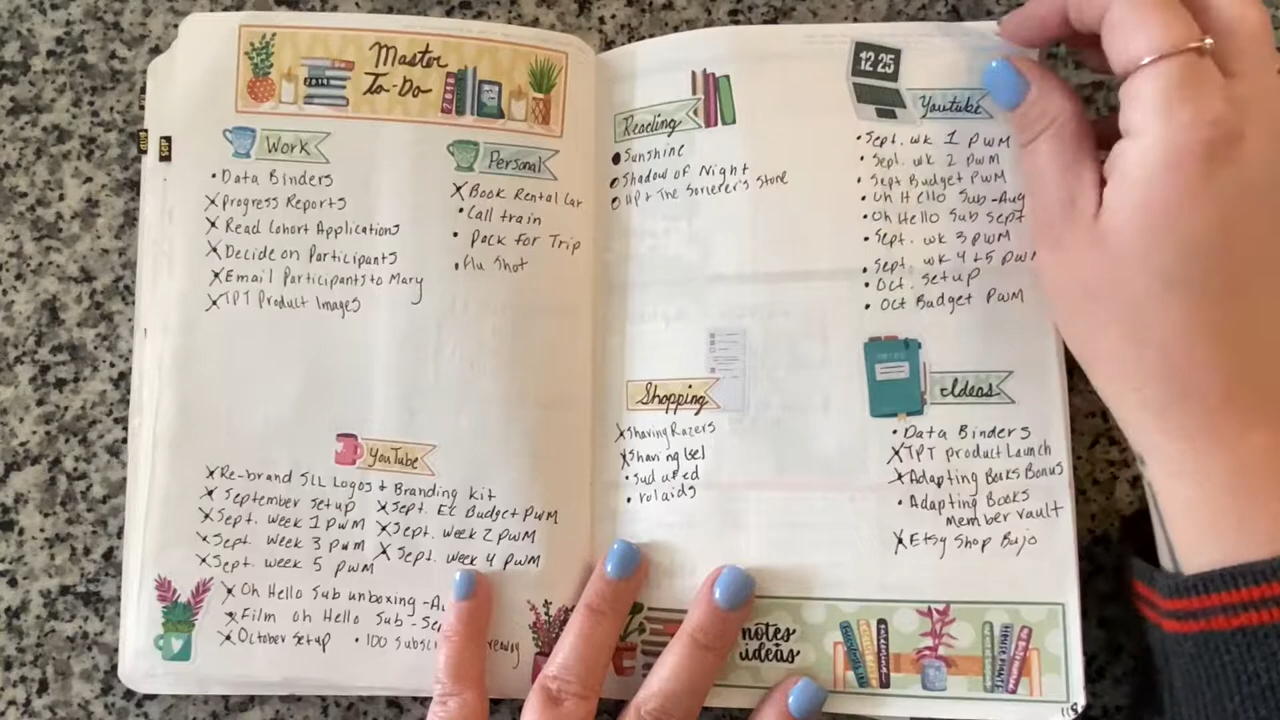 Master
To-Do
Work
• Data Binders
X Progress Reports
X Read Cohort Applications
X Decide on Participants
X Email Participants to Mary
X TPT Product Images
Personal
X Book Rental Car
• Call train
• Pack For Trip
• Flu Shot
YouTube
X Re-brand SLL Logos + Branding kit
X September Setup
X Sept. EC Budget PWM
X Sept. Week 1 PWM
X Sept. Week 2 PWM
X Sept. Week 3 PWM
X Sept. Week 4 PWM
X Sept. Week 5 PWM
X Oh Hello Sub unboxing -Au
X Film Oh Hello Sub -Se
X October Setup
• 100 Subsc
Reading
Sunshine
Shadow of Night
HP + The Sorcerer's Stone
Shopping
X Shaving Razers
X Shaving Gel
• Sudafed
• rolaids
12 25
Youtube
• Sept. wk 1 PWM
• Sept. wk 2 PWM
• Sept Budget PWM
• Oh Hello Sub -Aug
• Oh Hello Sub Sept
• Sept. wk 3 PWM
• Sept. wk 4+5 PWM
• Oct. Setup
• Oct Budget PWM
Ideas
• Data Binders
X TPT product Launch
X Adapting Books Bonus
• Adapting Books
member vault
X Etsy Shop Bujo
notes
ideas
HOUSE PLANTS
118